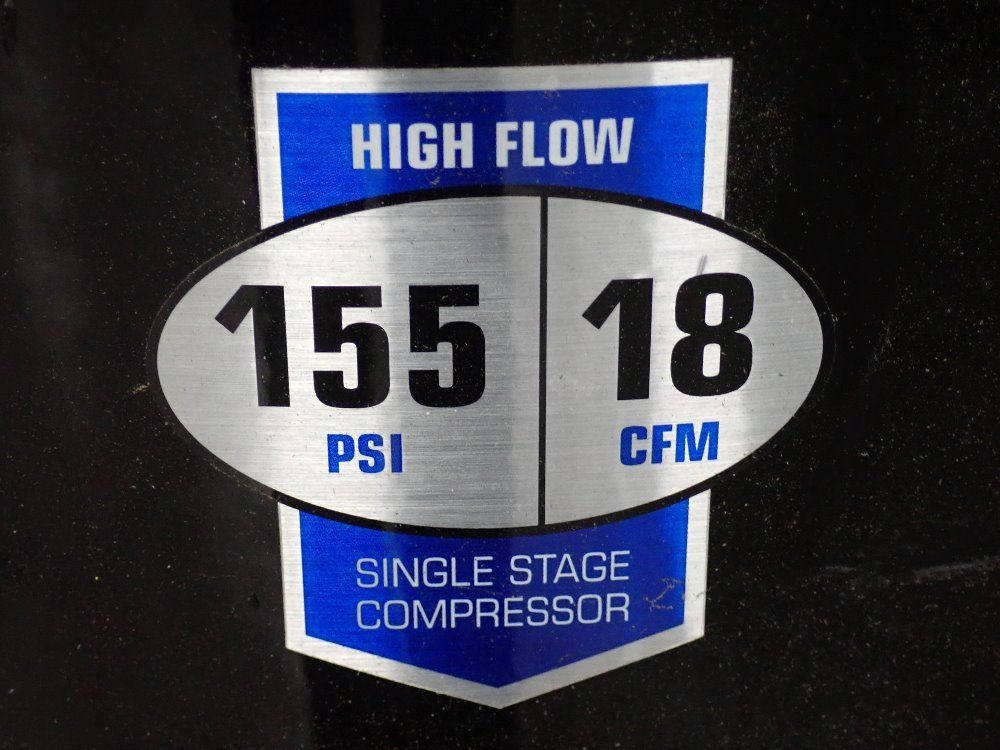 HIGH FLOW
155 18
PSI CFM
SINGLE STAGE
COMPRESSOR